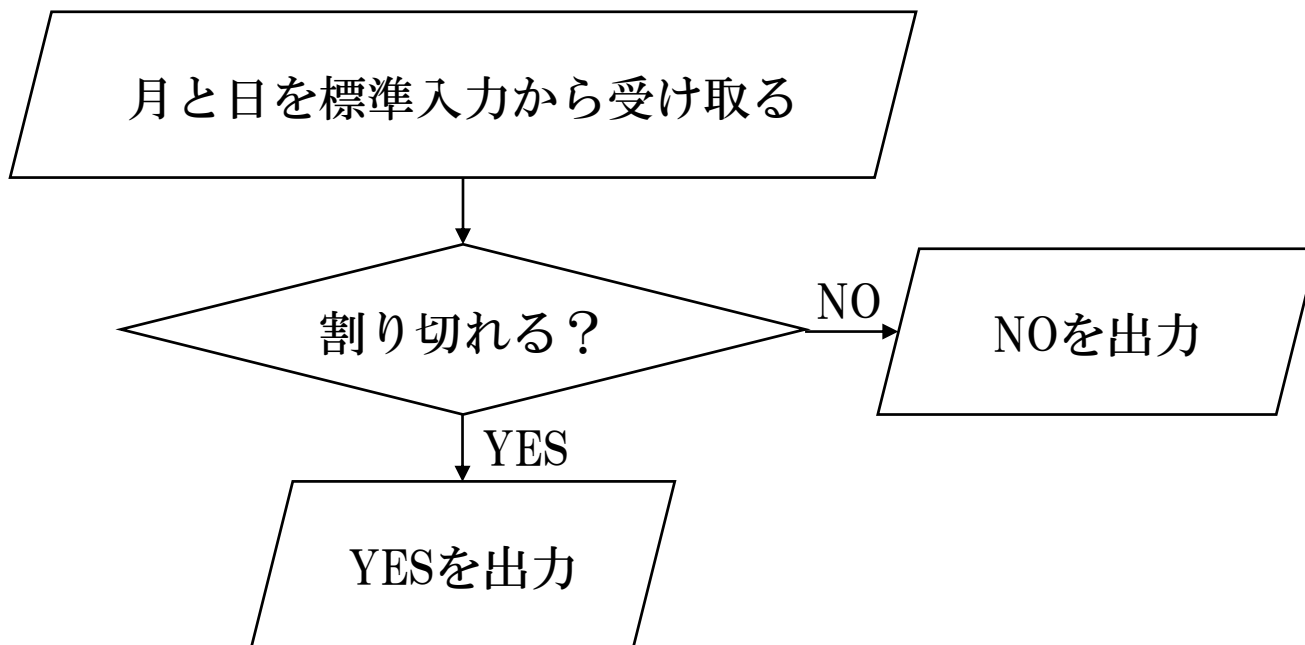 月と日を標準入力から受け取る
割り切れる？
NO
NOを出力
YES
YESを出力